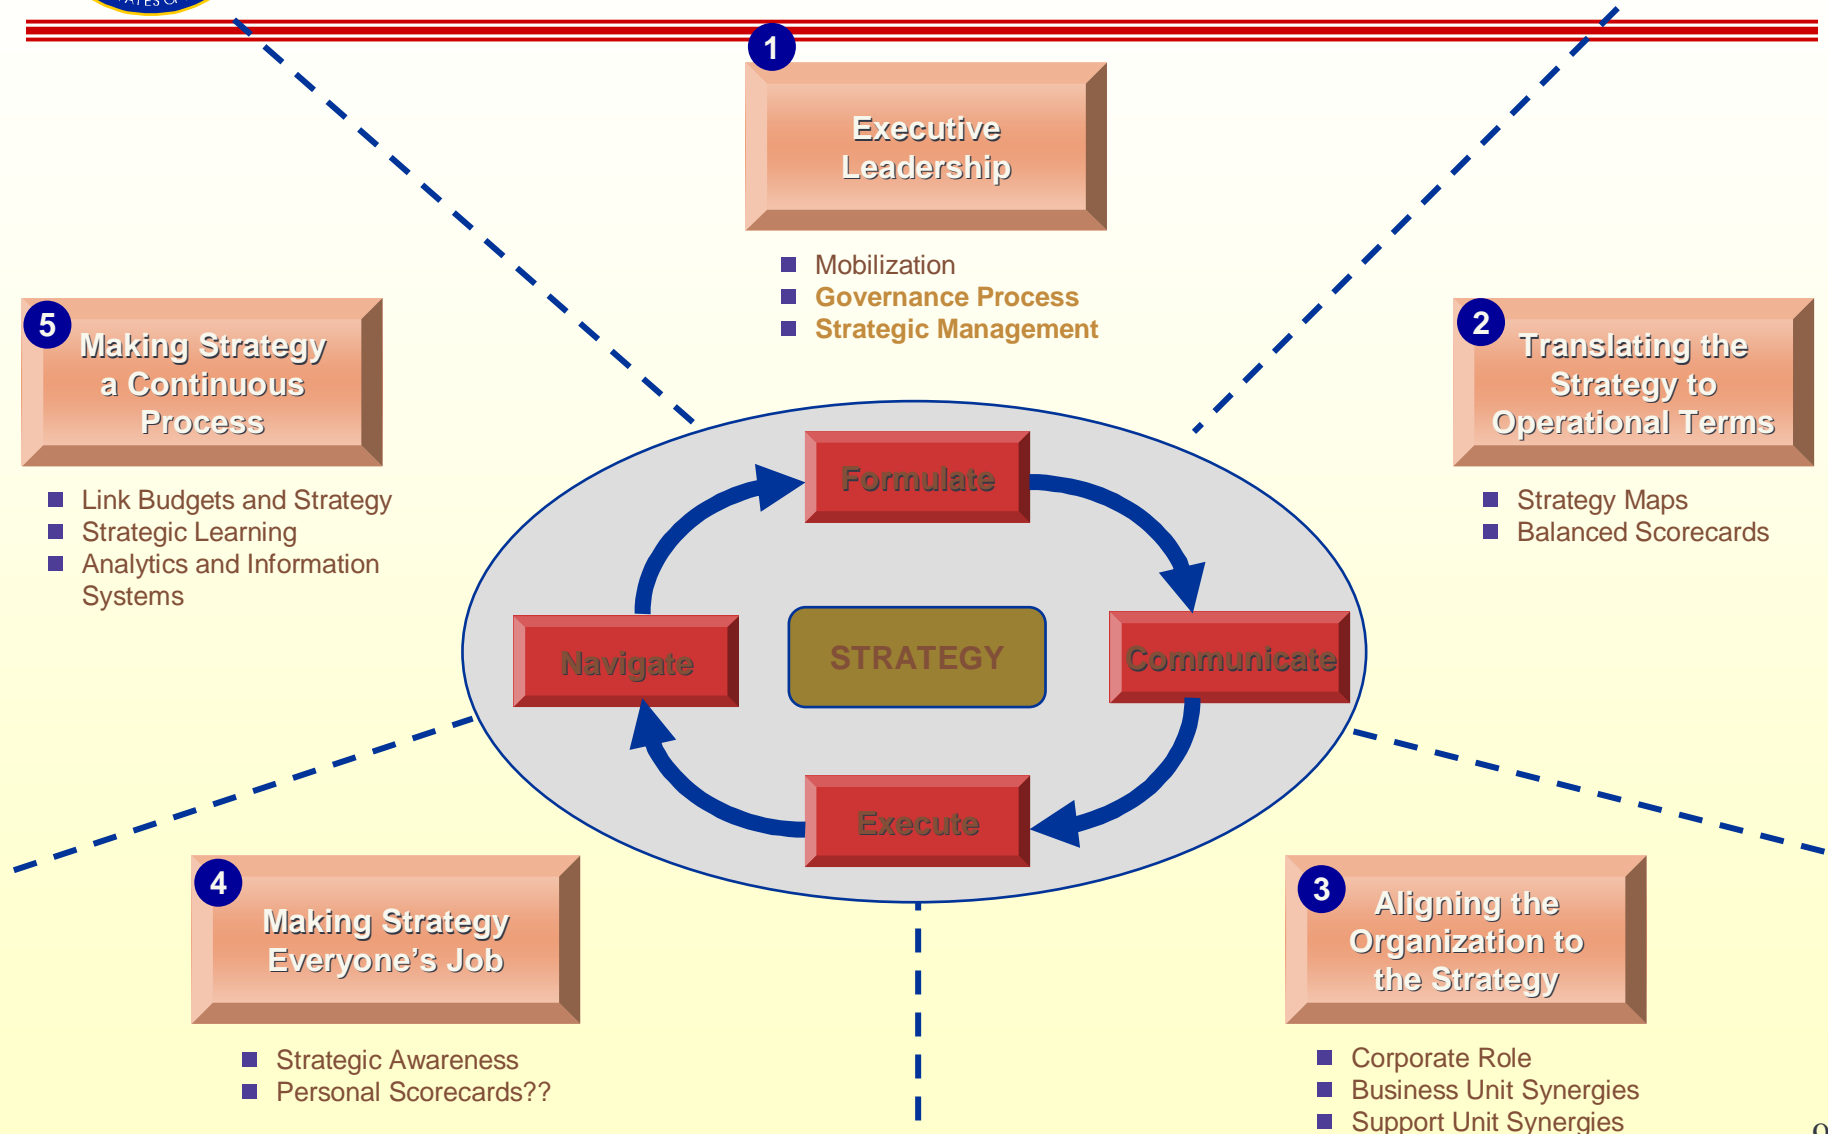 1
Executive
Leadership
Mobilization
Governance Process
Strategic Management
5
Making Strategy
a Continuous
Process
Link Budgets and Strategy
Strategic Learning
Analytics and Information
Systems
2
Translating the
Strategy to
Operational Terms
Strategy Maps
Balanced Scorecards
Formulate
Navigate
STRATEGY
Communicate
Execute
4
Making Strategy
Everyone’s Job
Strategic Awareness
Personal Scorecards??
3
Aligning the
Organization to
the Strategy
Corporate Role
Business Unit Synergies
Support Unit Synergies